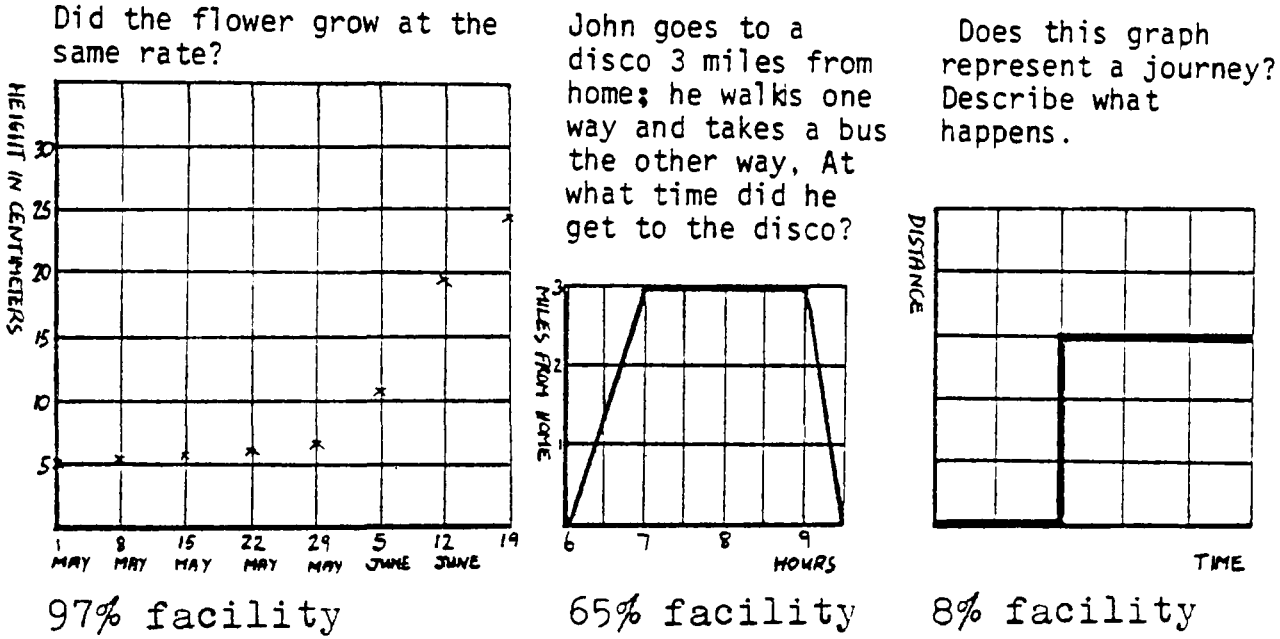 Did the flower grow at the
same rate?
HEIGHT IN CENTIMETERS
30
25
20
15
10
5
1 8 15 22 29 5 12 19
MAY MAY MAY MAY MAY JUNE JUNE
97% facility
John goes to a
disco 3 miles from
home; he walks one
way and takes a bus
the other way, At
what time did he
get to the disco?
MILES FROM HOME
3
2
1
6 7 8 9
HOURS
65% facility
Does this graph
represent a journey?
Describe what
happens.
DISTANCE
TIME
8% facility